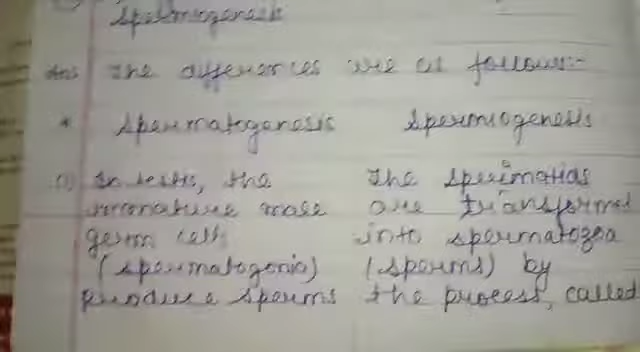 Spermiogenesis
Ans The differences are as follows:-
* Spermatogenesis Spermiogenesis
(i) In testis, the The spermatids
immature male are transformed
germ cells into spermatozoa
(spermatogonia) (sperms) by
produce sperms the process, called